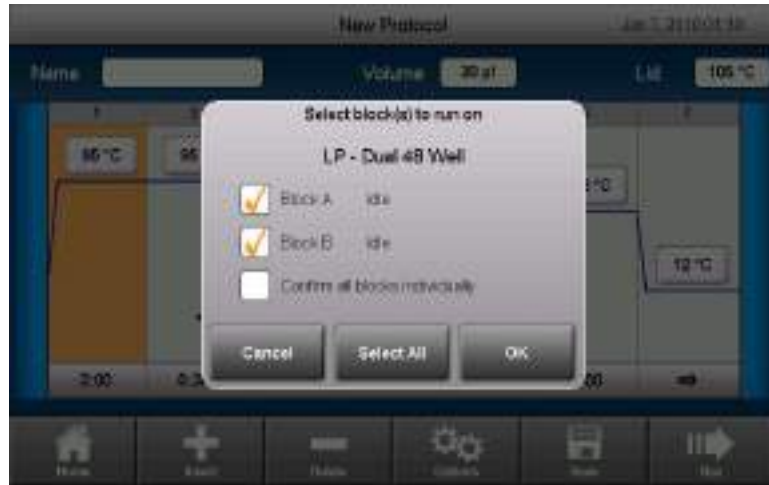 New Protocol
Name Volume 30 µl Lid 105 °C
1
95 °C 95
Select block(s) to run on
LP - Dual 48 Well
Block A Idle
Block B Idle
Confirm all blocks individually
Cancel Select All OK
12 °C
2:00
Home Insert Delete Options Save Run